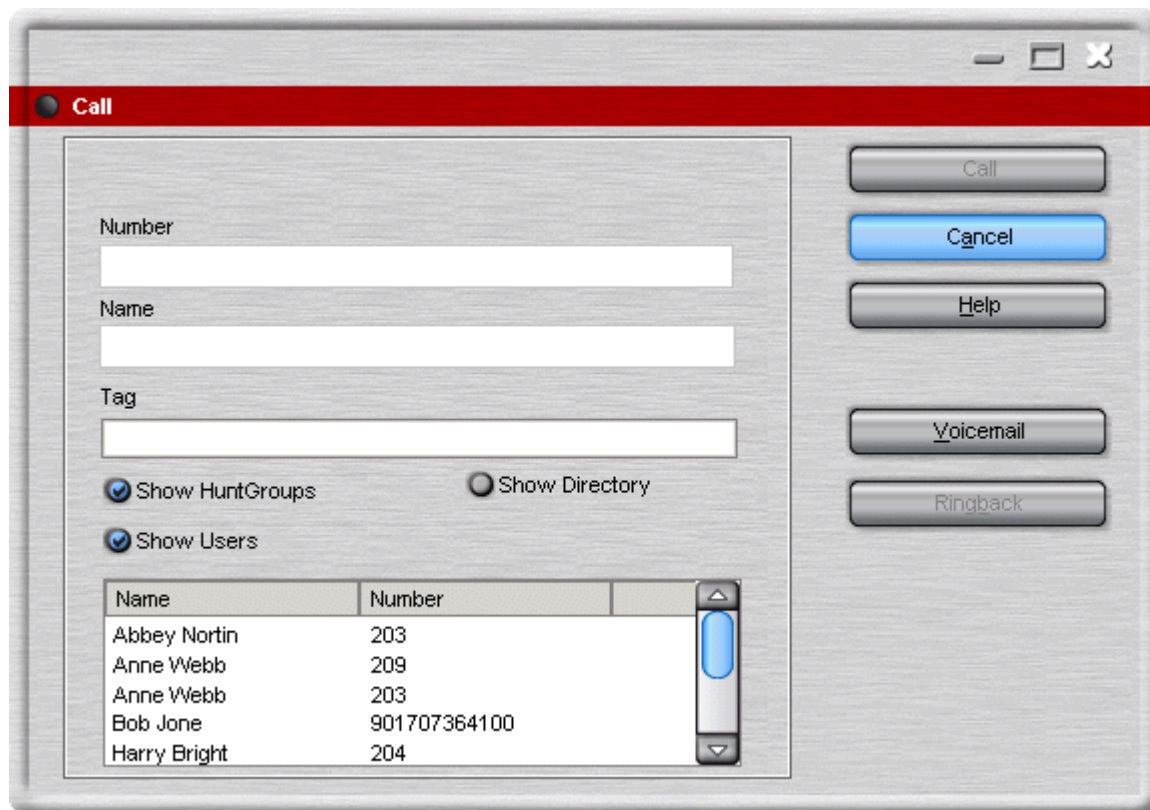 Call
Number
Name
Tag
Show HuntGroups
Show Directory
Show Users
Name Number
Abbey Nortin 203
Anne Webb 209
Anne Webb 203
Bob Jone 901707364100
Harry Bright 204
Call
Cancel
Help
Voicemail
Ringback